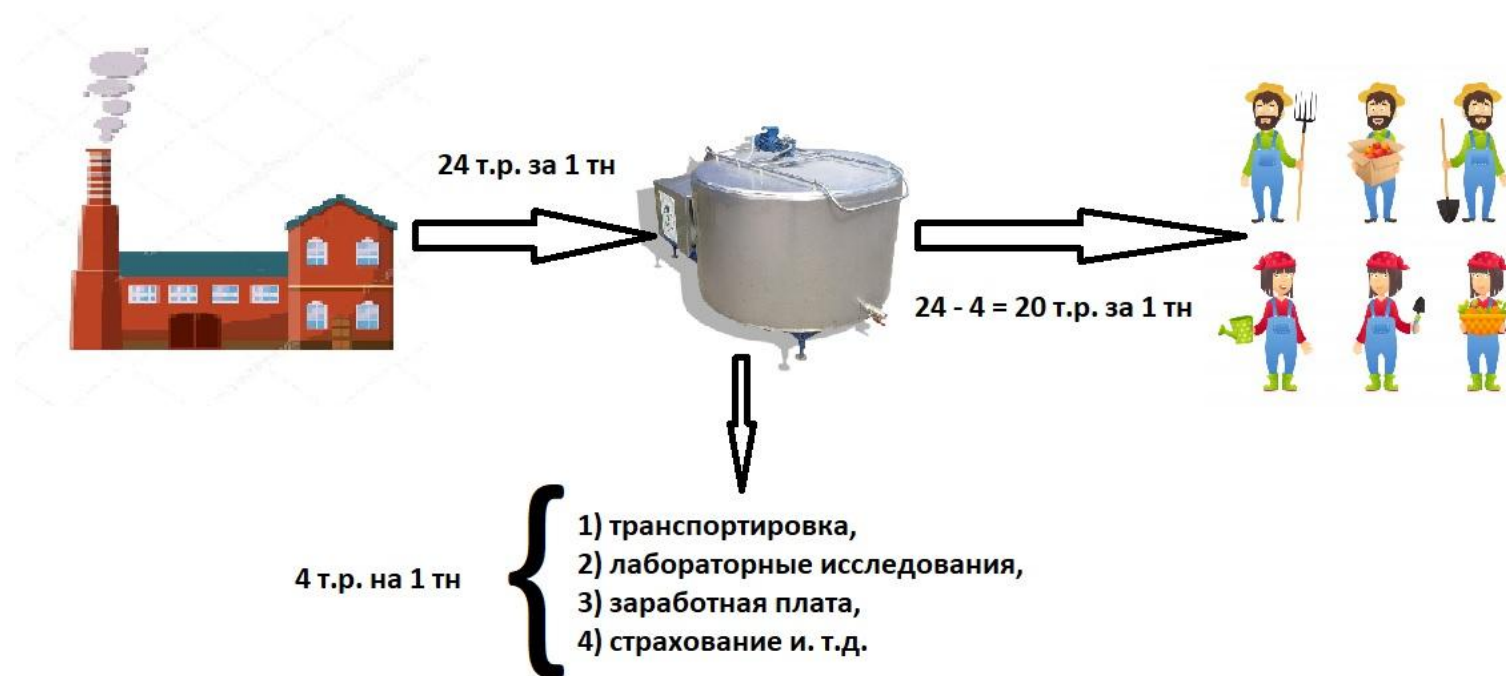 24 т.р. за 1 тн
24 - 4 = 20 т.р. за 1 тн
4 т.р. на 1 тн
1) транспортировка,
2) лабораторные исследования,
3) заработная плата,
4) страхование и. т.д.